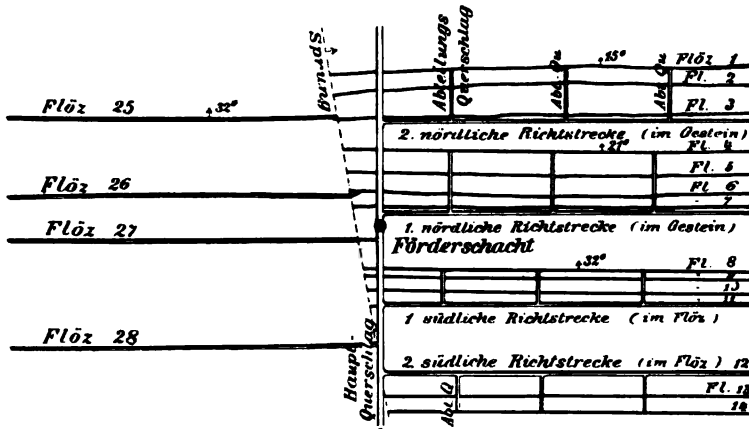 Sprung
Abteilungs
Querschlag
Abt. Qu
Abt. Qu
15°
Flöz 1
Fl. 2
Fl. 3
Flöz 25
32°
2. nördliche Richtstrecke (im Gestein)
21°
Fl. 4
Fl. 5
Fl. 6
7
Flöz 26
1. nördliche Richtstrecke (im Gestein)
Flöz 27
Förderschacht
32°
Fl. 8
9
10
11
1 südliche Richtstrecke (im Flöz)
Flöz 28
2. südliche Richtstrecke (im Flöz) 12
Haupt
Querschlag
Abt. Q
Fl. 13
14